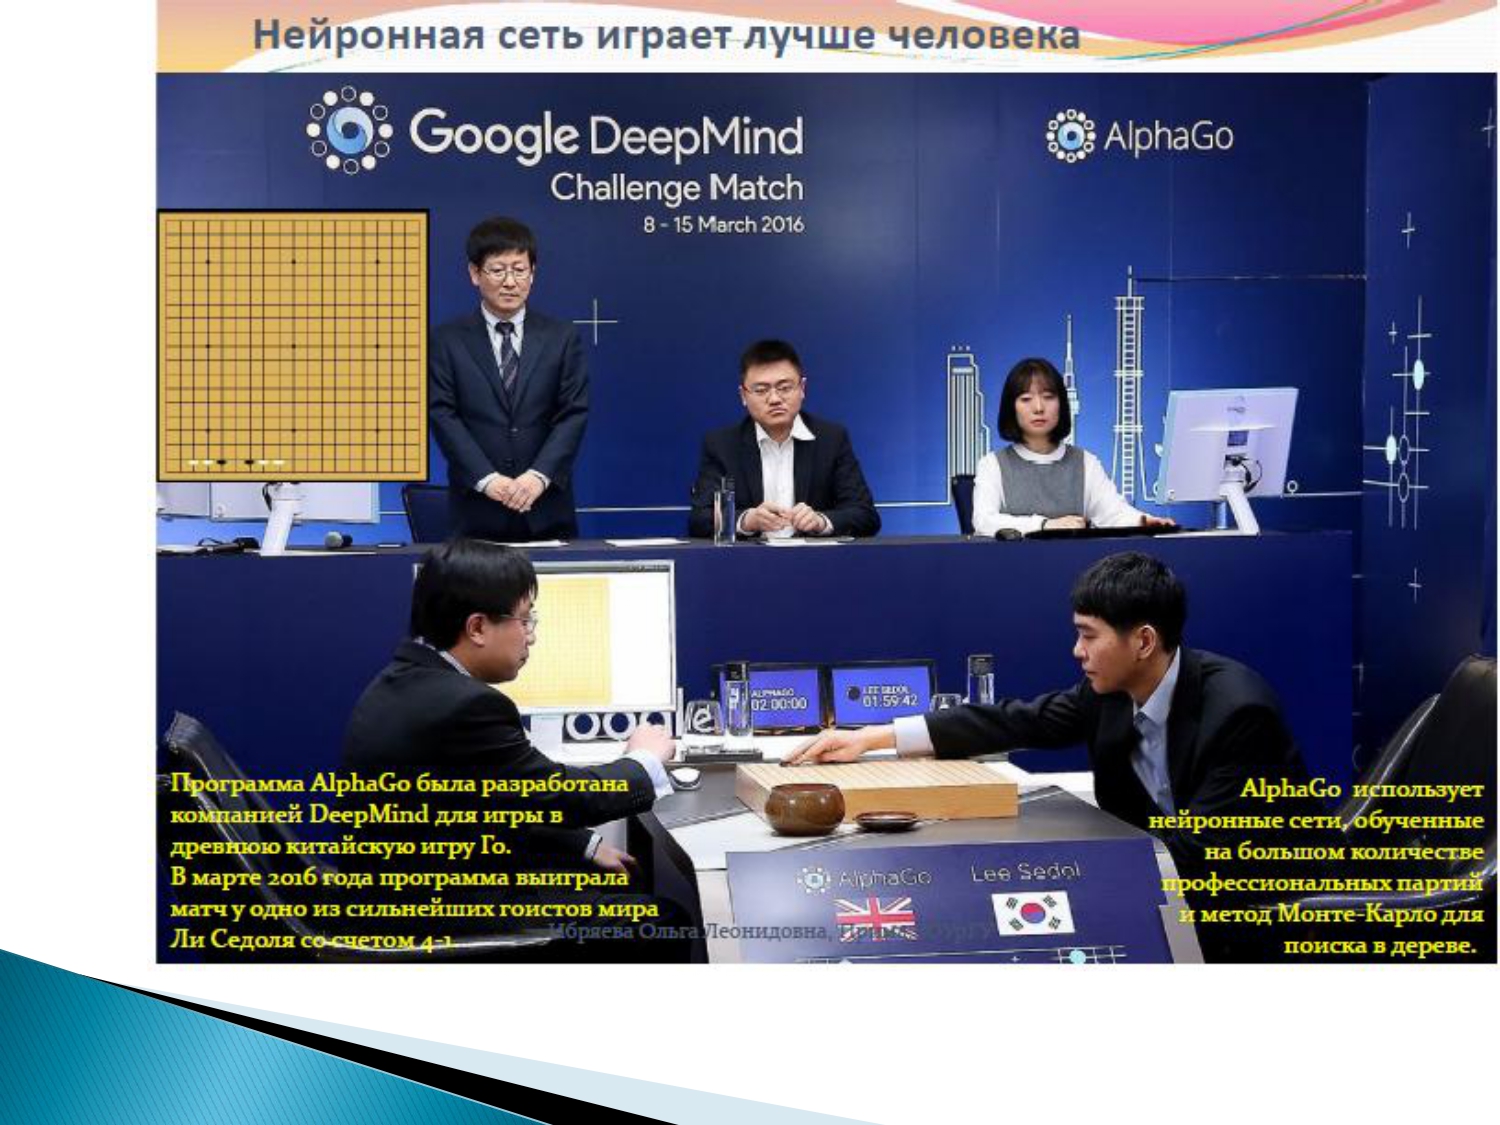 Нейронная сеть играет лучше человека
Google DeepMind
Challenge Match
8 - 15 March 2016
AlphaGo
ALPHAGO
02:00:00
LEE SEDOL
01:59:42
Google
Программа AlphaGo была разработана
компанией DeepMind для игры в
древнюю китайскую игру Го.
В марте 2016 года программа выиграла
матч у одно из сильнейших гоистов мира
Ли Седоля со счетом 4-1.
AlphaGo использует
нейронные сети, обученные
на большом количестве
профессиональных партий
и метод Монте-Карло для
поиска в дереве.
AlphaGo
Lee Sedol
Ибряева Ольга Леонидовна,